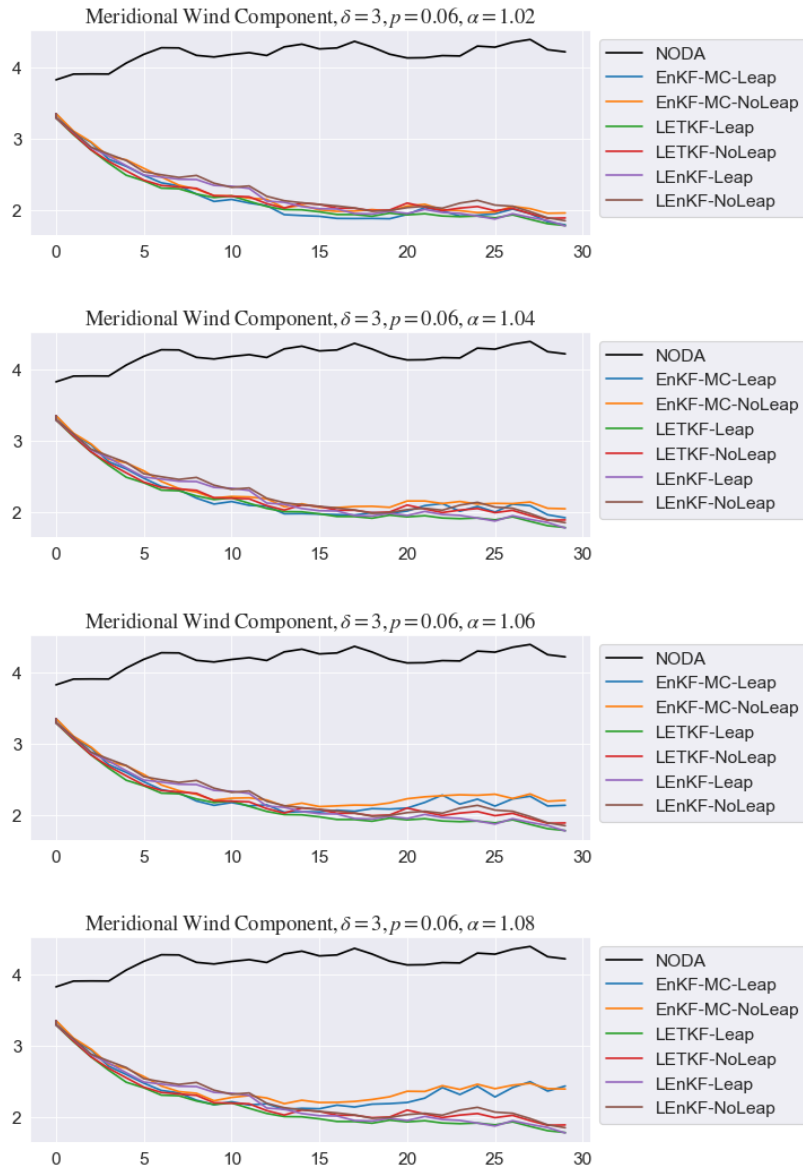 Meridional Wind Component, δ = 3, p = 0.06, α = 1.02
4
3
2
0 5 10 15 20 25 30
NODA
EnKF-MC-Leap
EnKF-MC-NoLeap
LETKF-Leap
LETKF-NoLeap
LEnKF-Leap
LEnKF-NoLeap
Meridional Wind Component, δ = 3, p = 0.06, α = 1.04
4
3
2
0 5 10 15 20 25 30
NODA
EnKF-MC-Leap
EnKF-MC-NoLeap
LETKF-Leap
LETKF-NoLeap
LEnKF-Leap
LEnKF-NoLeap
Meridional Wind Component, δ = 3, p = 0.06, α = 1.06
4
3
2
0 5 10 15 20 25 30
NODA
EnKF-MC-Leap
EnKF-MC-NoLeap
LETKF-Leap
LETKF-NoLeap
LEnKF-Leap
LEnKF-NoLeap
Meridional Wind Component, δ = 3, p = 0.06, α = 1.08
4
3
2
0 5 10 15 20 25 30
NODA
EnKF-MC-Leap
EnKF-MC-NoLeap
LETKF-Leap
LETKF-NoLeap
LEnKF-Leap
LEnKF-NoLeap